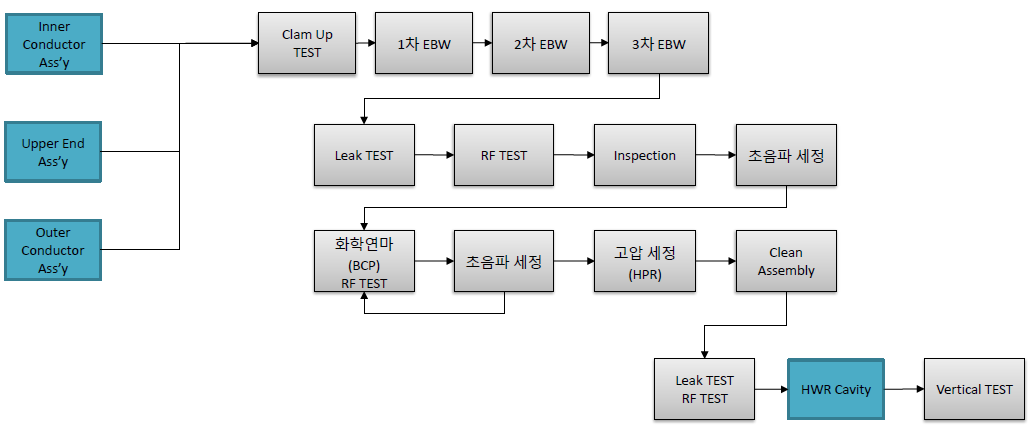 Inner
Conductor
Ass'y
Clam Up
TEST
1차 EBW
2차 EBW
3차 EBW
Upper End
Ass'y
Leak TEST
RF TEST
Inspection
초음파 세정
Outer
Conductor
Ass'y
화학연마
(BCP)
RF TEST
초음파 세정
고압 세정
(HPR)
Clean
Assembly
Leak TEST
RF TEST
HWR Cavity
Vertical TEST